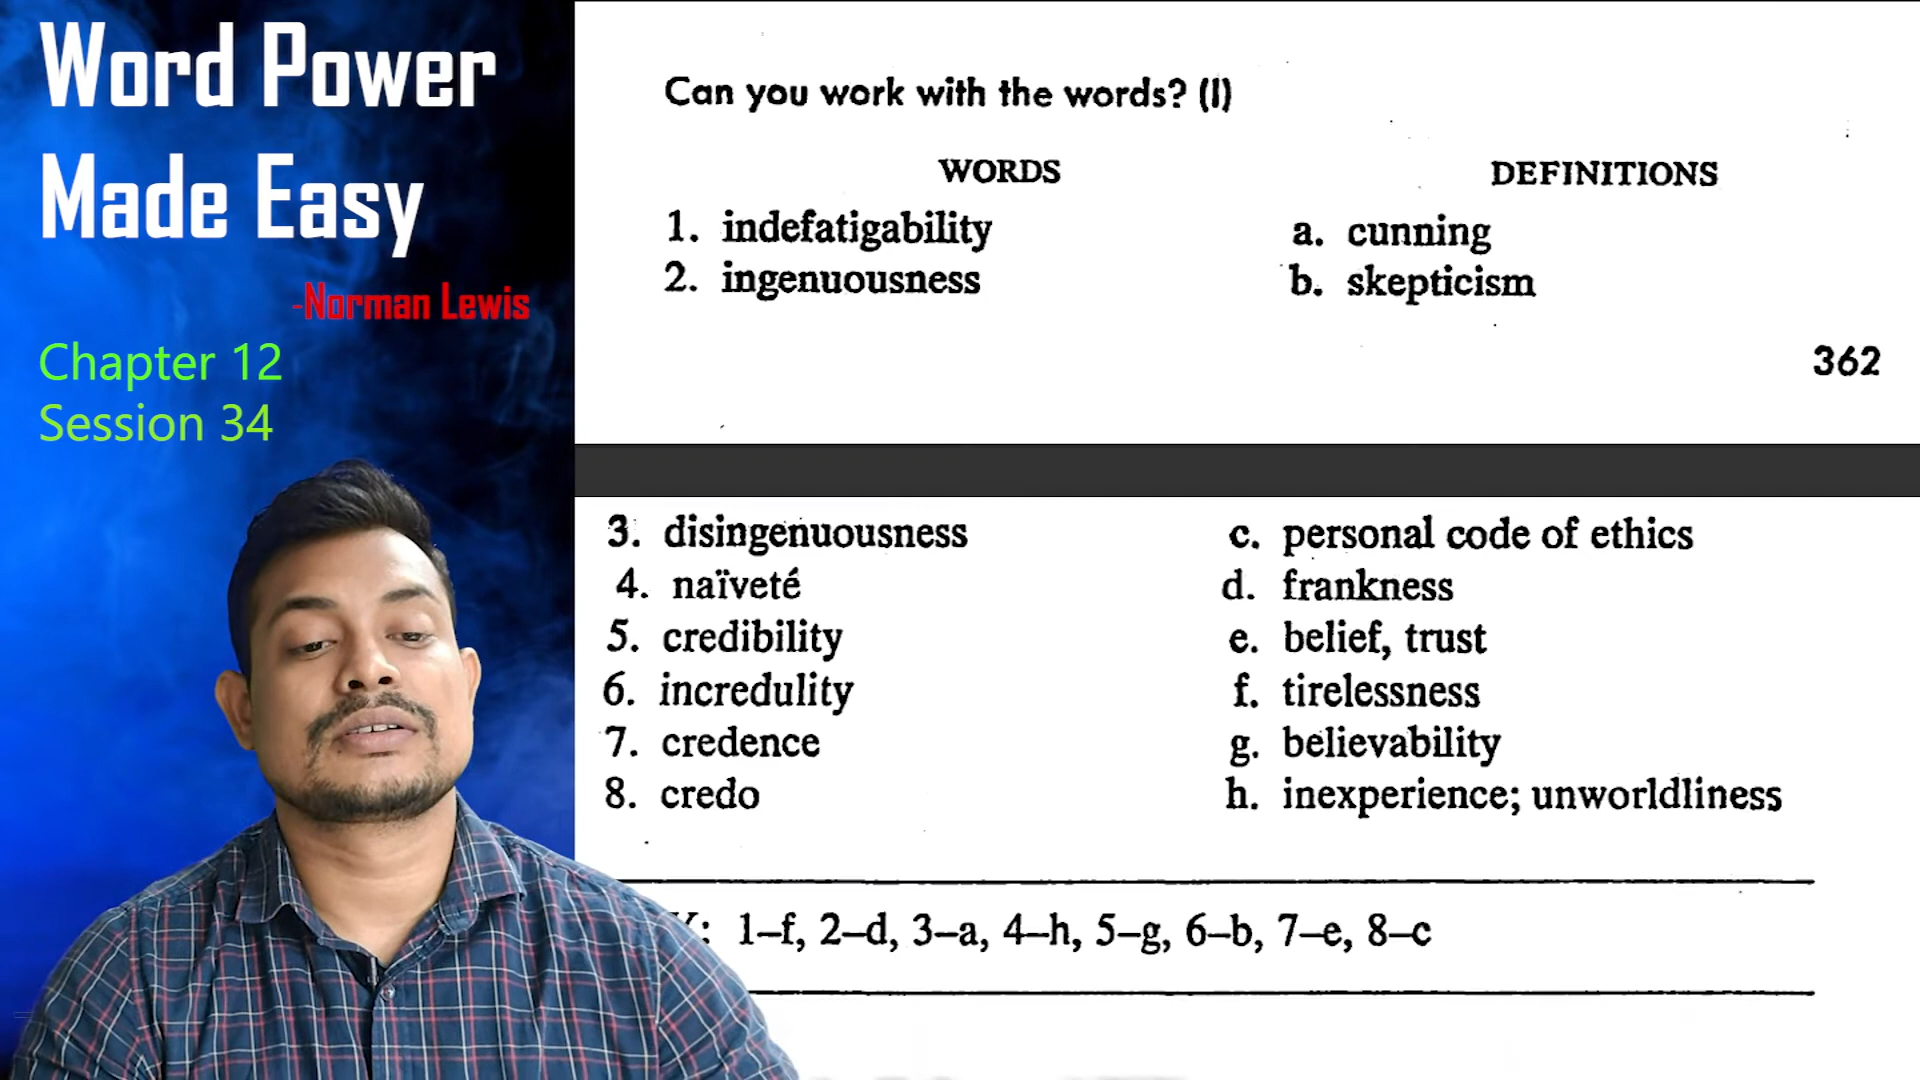 Word Power
Made Easy
-Norman Lewis
Chapter 12
Session 34
Can you work with the words? (I)
WORDS DEFINITIONS
1. indefatigability a. cunning
2. ingenuousness b. skepticism
362
3. disingenuousness c. personal code of ethics
4. naïveté d. frankness
5. credibility e. belief, trust
6. incredulity f. tirelessness
7. credence g. believability
8. credo h. inexperience; unworldliness
1–f, 2–d, 3–a, 4–h, 5–g, 6–b, 7–e, 8–c